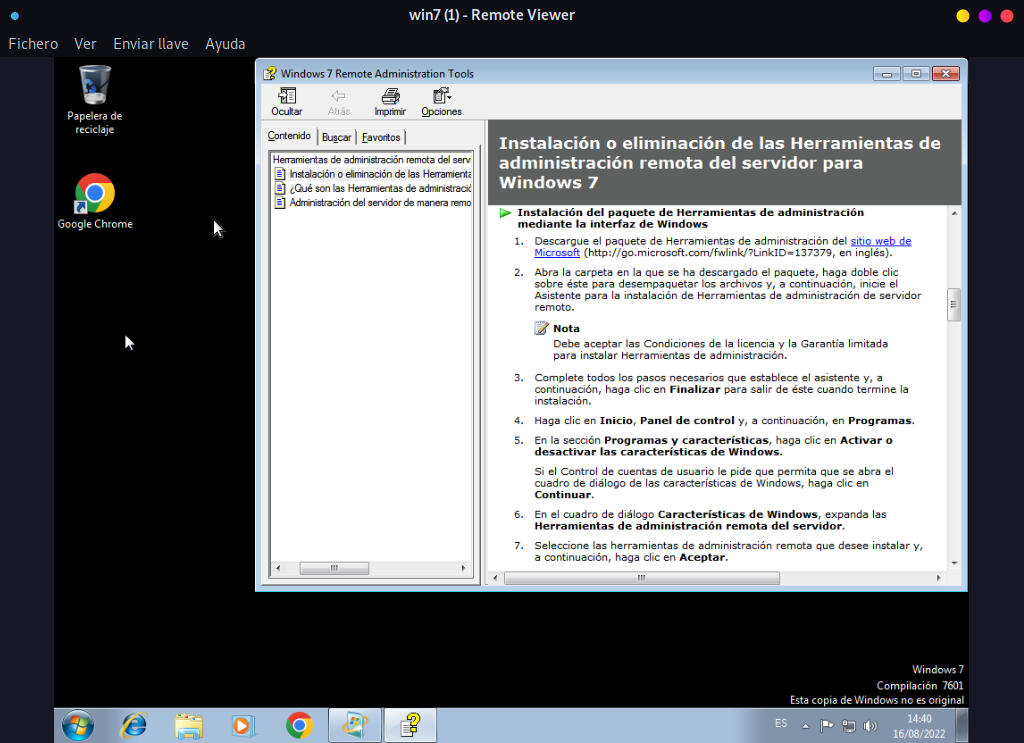 win7 (1) - Remote Viewer
Fichero Ver Enviar llave Ayuda
Papelera de
reciclaje
Google Chrome
Windows 7 Remote Administration Tools
Ocultar Atrás Imprimir Opciones
Contenido Buscar Favoritos
Herramientas de administración remota del serv
Instalación o eliminación de las Herramienta
¿Qué son las Herramientas de administraci
Administración del servidor de manera remo
Instalación o eliminación de las Herramientas de
administración remota del servidor para
Windows 7
Instalación del paquete de Herramientas de administración
mediante la interfaz de Windows
1. Descargue el paquete de Herramientas de administración del sitio web de
Microsoft (http://go.microsoft.com/fwlink/?LinkID=137379, en inglés).
2. Abra la carpeta en la que se ha descargado el paquete, haga doble clic
sobre éste para desempaquetar los archivos y, a continuación, inicie el
Asistente para la instalación de Herramientas de administración de servidor
remoto.
Nota
Debe aceptar las Condiciones de la licencia y la Garantía limitada
para instalar Herramientas de administración.
3. Complete todos los pasos necesarios que establece el asistente y, a
continuación, haga clic en Finalizar para salir de éste cuando termine la
instalación.
4. Haga clic en Inicio, Panel de control y, a continuación, en Programas.
5. En la sección Programas y características, haga clic en Activar o
desactivar las características de Windows.
Si el Control de cuentas de usuario le pide que permita que se abra el
cuadro de diálogo de las características de Windows, haga clic en
Continuar.
6. En el cuadro de diálogo Características de Windows, expanda las
Herramientas de administración remota del servidor.
7. Seleccione las herramientas de administración remota que desee instalar y,
a continuación, haga clic en Aceptar.
Windows 7
Compilación 7601
Esta copia de Windows no es original
ES
14:40
16/08/2022